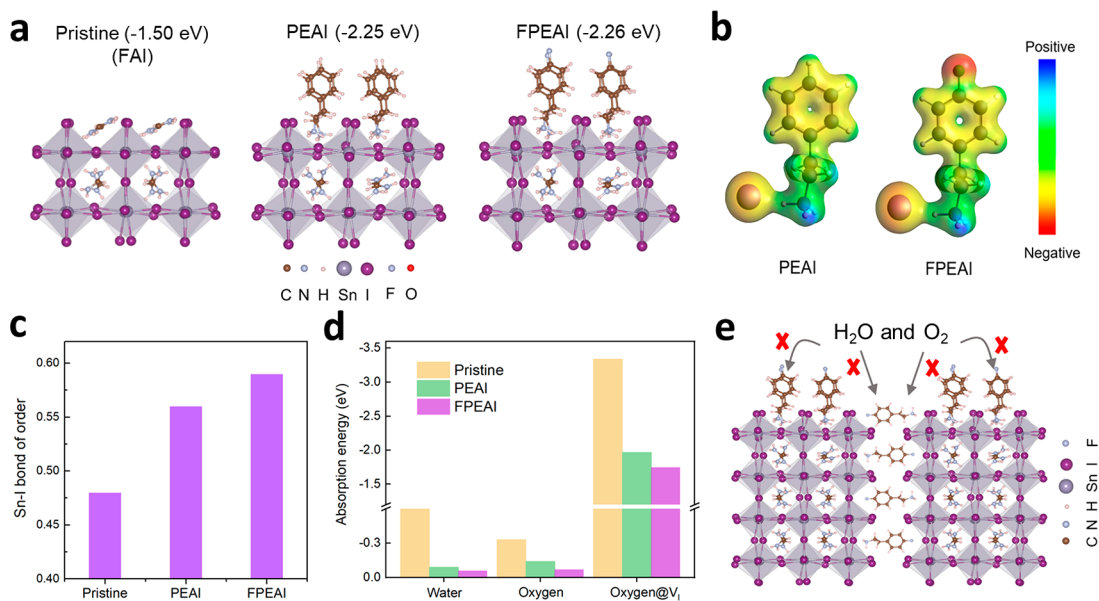 a
Pristine (-1.50 eV)
(FAI)
PEAI (-2.25 eV)
FPEAI (-2.26 eV)
C N H Sn I F O
b
Positive
Negative
PEAI
FPEAI
c
Sn-I bond of order
0.60
0.55
0.50
0.45
0.40
Pristine
PEAI
FPEAI
d
Absorption energy (eV)
-3.5
-3.0
-2.5
-2.0
-1.5
-0.3
0.0
Pristine
PEAI
FPEAI
Water
Oxygen
Oxygen@VI
e
H2O and O2
F
I
Sn
H
N
C